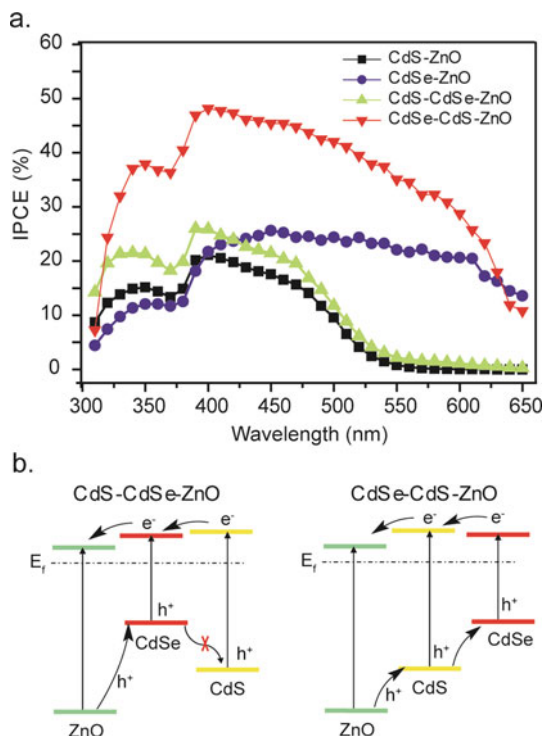 a.
60
50
40
30
20
10
0
IPCE (%)
CdS-ZnO
CdSe-ZnO
CdS-CdSe-ZnO
CdSe-CdS-ZnO
300 350 400 450 500 550 600 650
Wavelength (nm)
b.
CdS-CdSe-ZnO
e- e-
Ef
h+
CdSe
X
h+
h+
CdS
ZnO
CdSe-CdS-ZnO
e- e-
Ef
h+
CdSe
h+
h+
CdS
ZnO